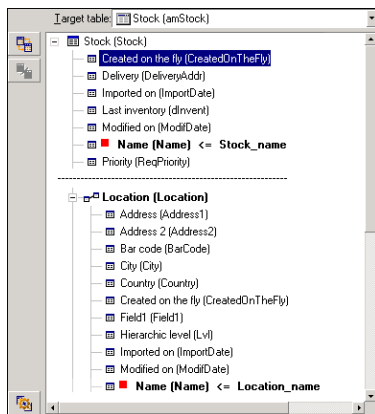 Target table: Stock (amStock)
Stock (Stock)
Created on the fly (CreatedOnTheFly)
Delivery (DeliveryAddr)
Imported on (ImportDate)
Last inventory (dInvent)
Modified on (ModifDate)
Name (Name) <= Stock_name
Priority (ReqPriority)
Location (Location)
Address (Address1)
Address 2 (Address2)
Bar code (BarCode)
City (City)
Country (Country)
Created on the fly (CreatedOnTheFly)
Field1 (Field1)
Hierarchic level (Lvl)
Imported on (ImportDate)
Modified on (ModifDate)
Name (Name) <= Location_name